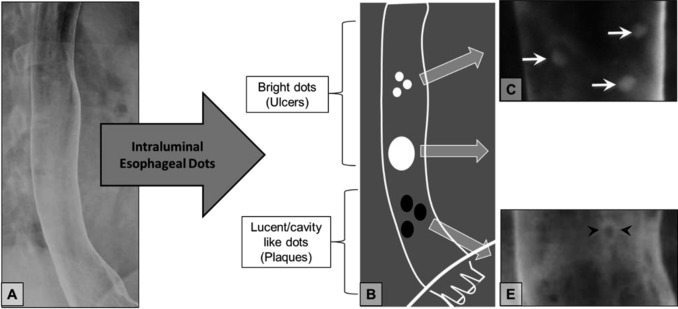 Intraluminal
Esophageal Dots
Bright dots
(Ulcers)
Lucent/cavity
like dots
(Plaques)
A
B
C
E